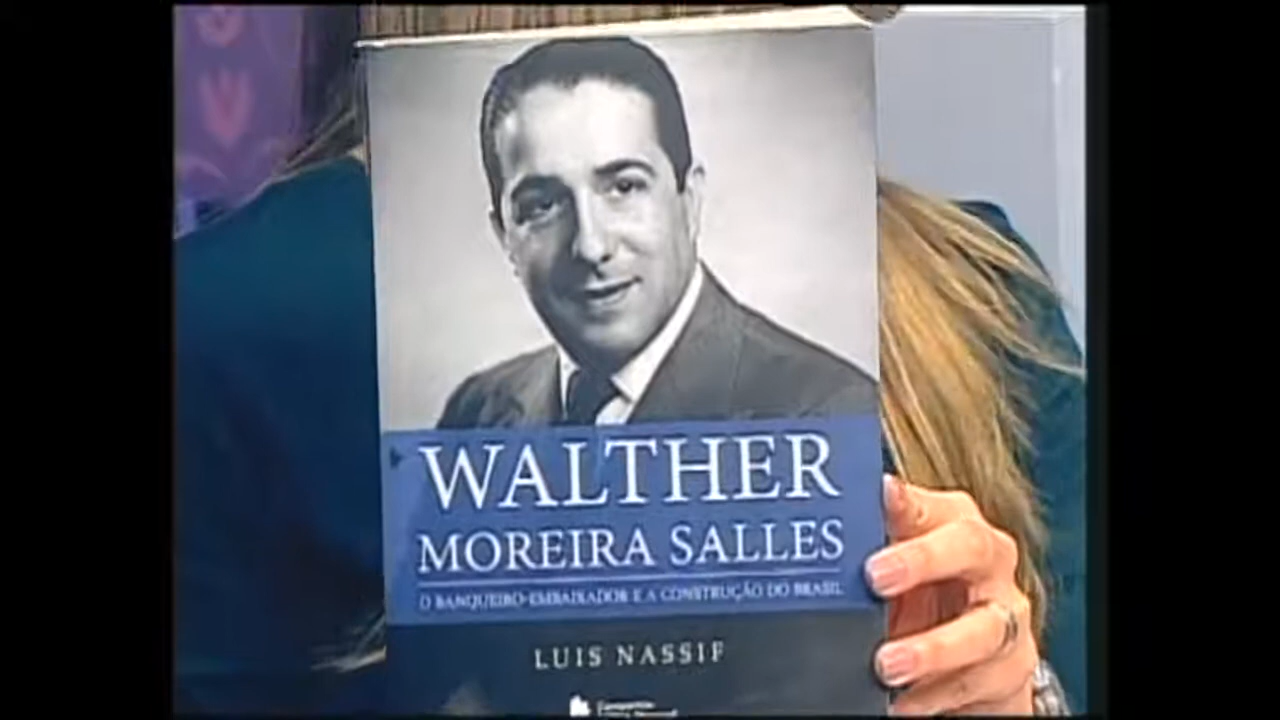 WALTHER
MOREIRA SALLES
O BANQUEIRO-EMBAIXADOR E A CONSTRUÇÃO DO BRASIL
LUIS NASSIF